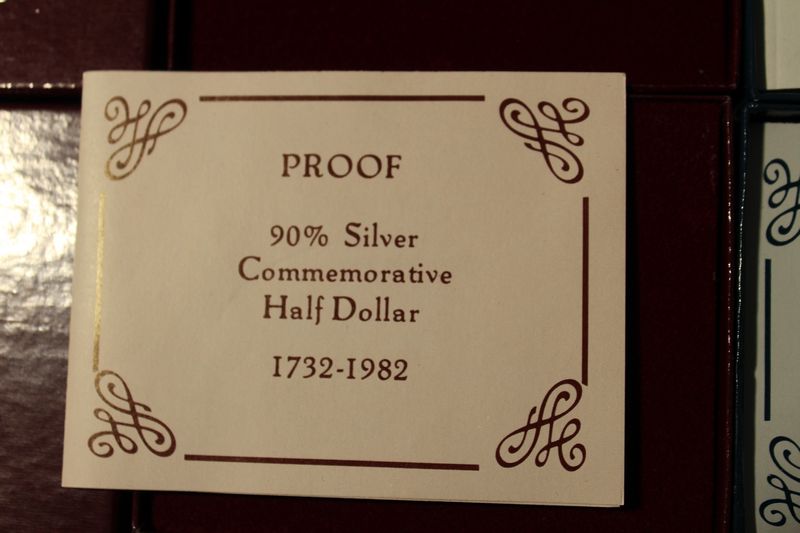 PROOF
90% Silver
Commemorative
Half Dollar
1732-1982